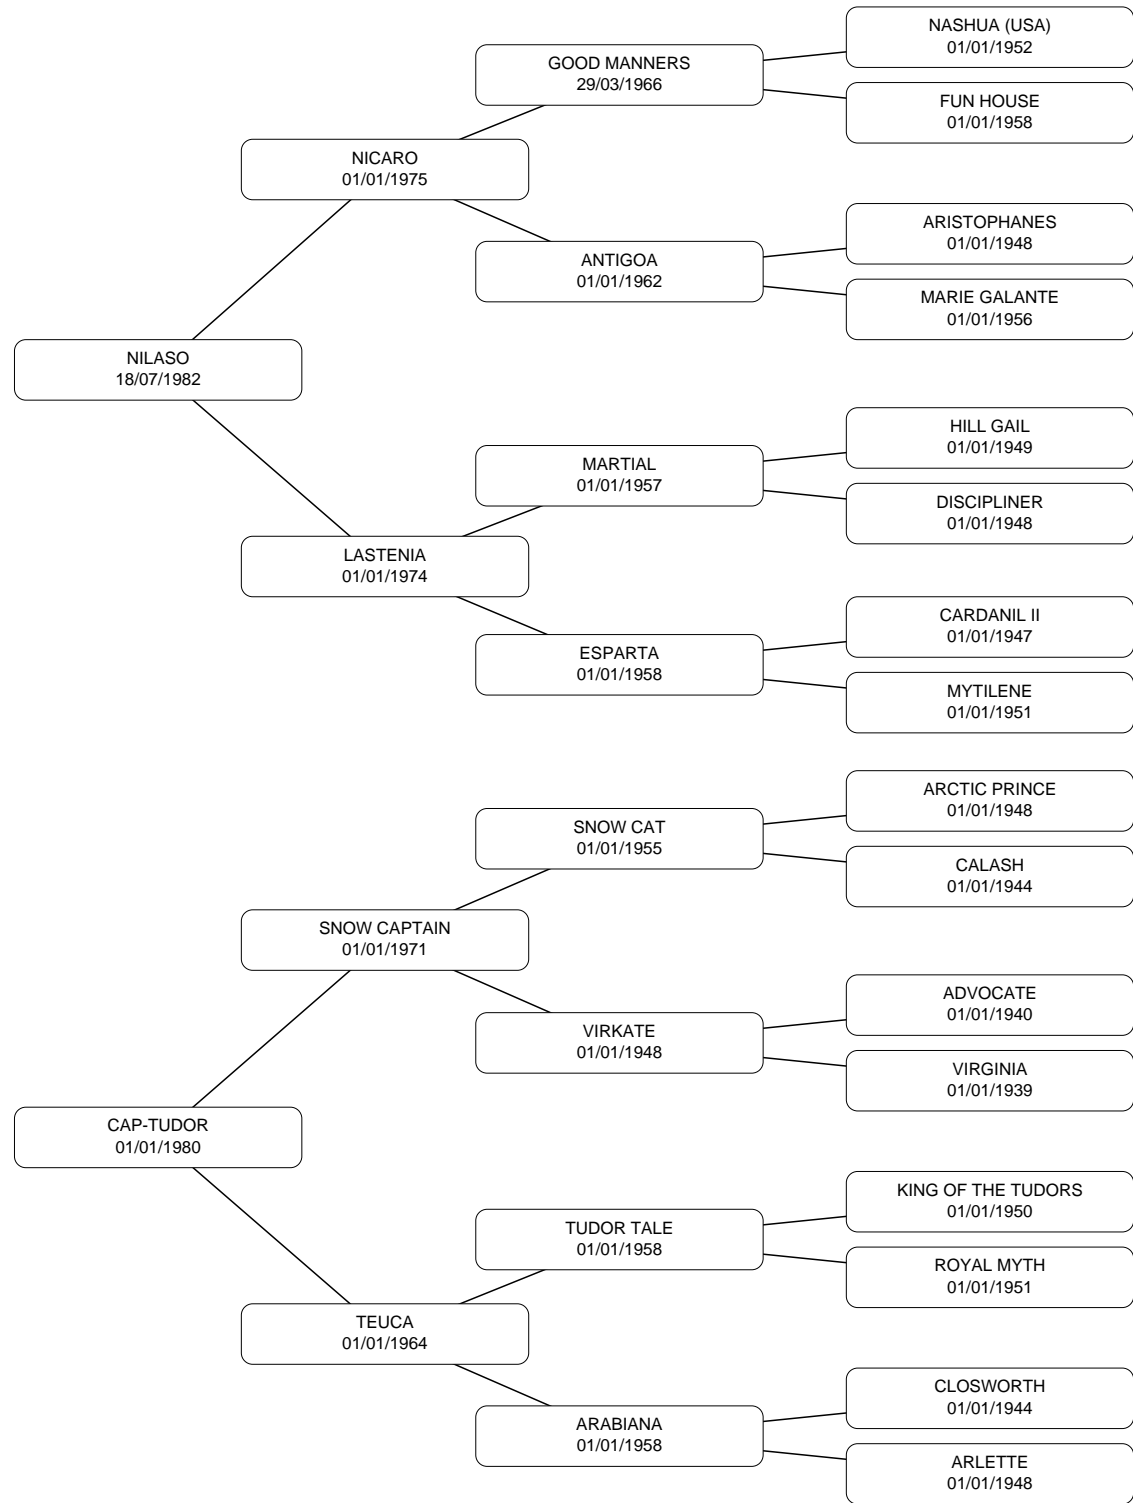 NASHUA (USA)
01/01/1952
GOOD MANNERS
29/03/1966
FUN HOUSE
01/01/1958
NICARO
01/01/1975
ARISTOPHANES
01/01/1948
ANTIGOA
01/01/1962
MARIE GALANTE
01/01/1956
NILASO
18/07/1982
HILL GAIL
01/01/1949
MARTIAL
01/01/1957
DISCIPLINER
01/01/1948
LASTENIA
01/01/1974
CARDANIL II
01/01/1947
ESPARTA
01/01/1958
MYTILENE
01/01/1951
ARCTIC PRINCE
01/01/1948
SNOW CAT
01/01/1955
CALASH
01/01/1944
SNOW CAPTAIN
01/01/1971
ADVOCATE
01/01/1940
VIRKATE
01/01/1948
VIRGINIA
01/01/1939
CAP-TUDOR
01/01/1980
KING OF THE TUDORS
01/01/1950
TUDOR TALE
01/01/1958
ROYAL MYTH
01/01/1951
TEUCA
01/01/1964
CLOSWORTH
01/01/1944
ARABIANA
01/01/1958
ARLETTE
01/01/1948